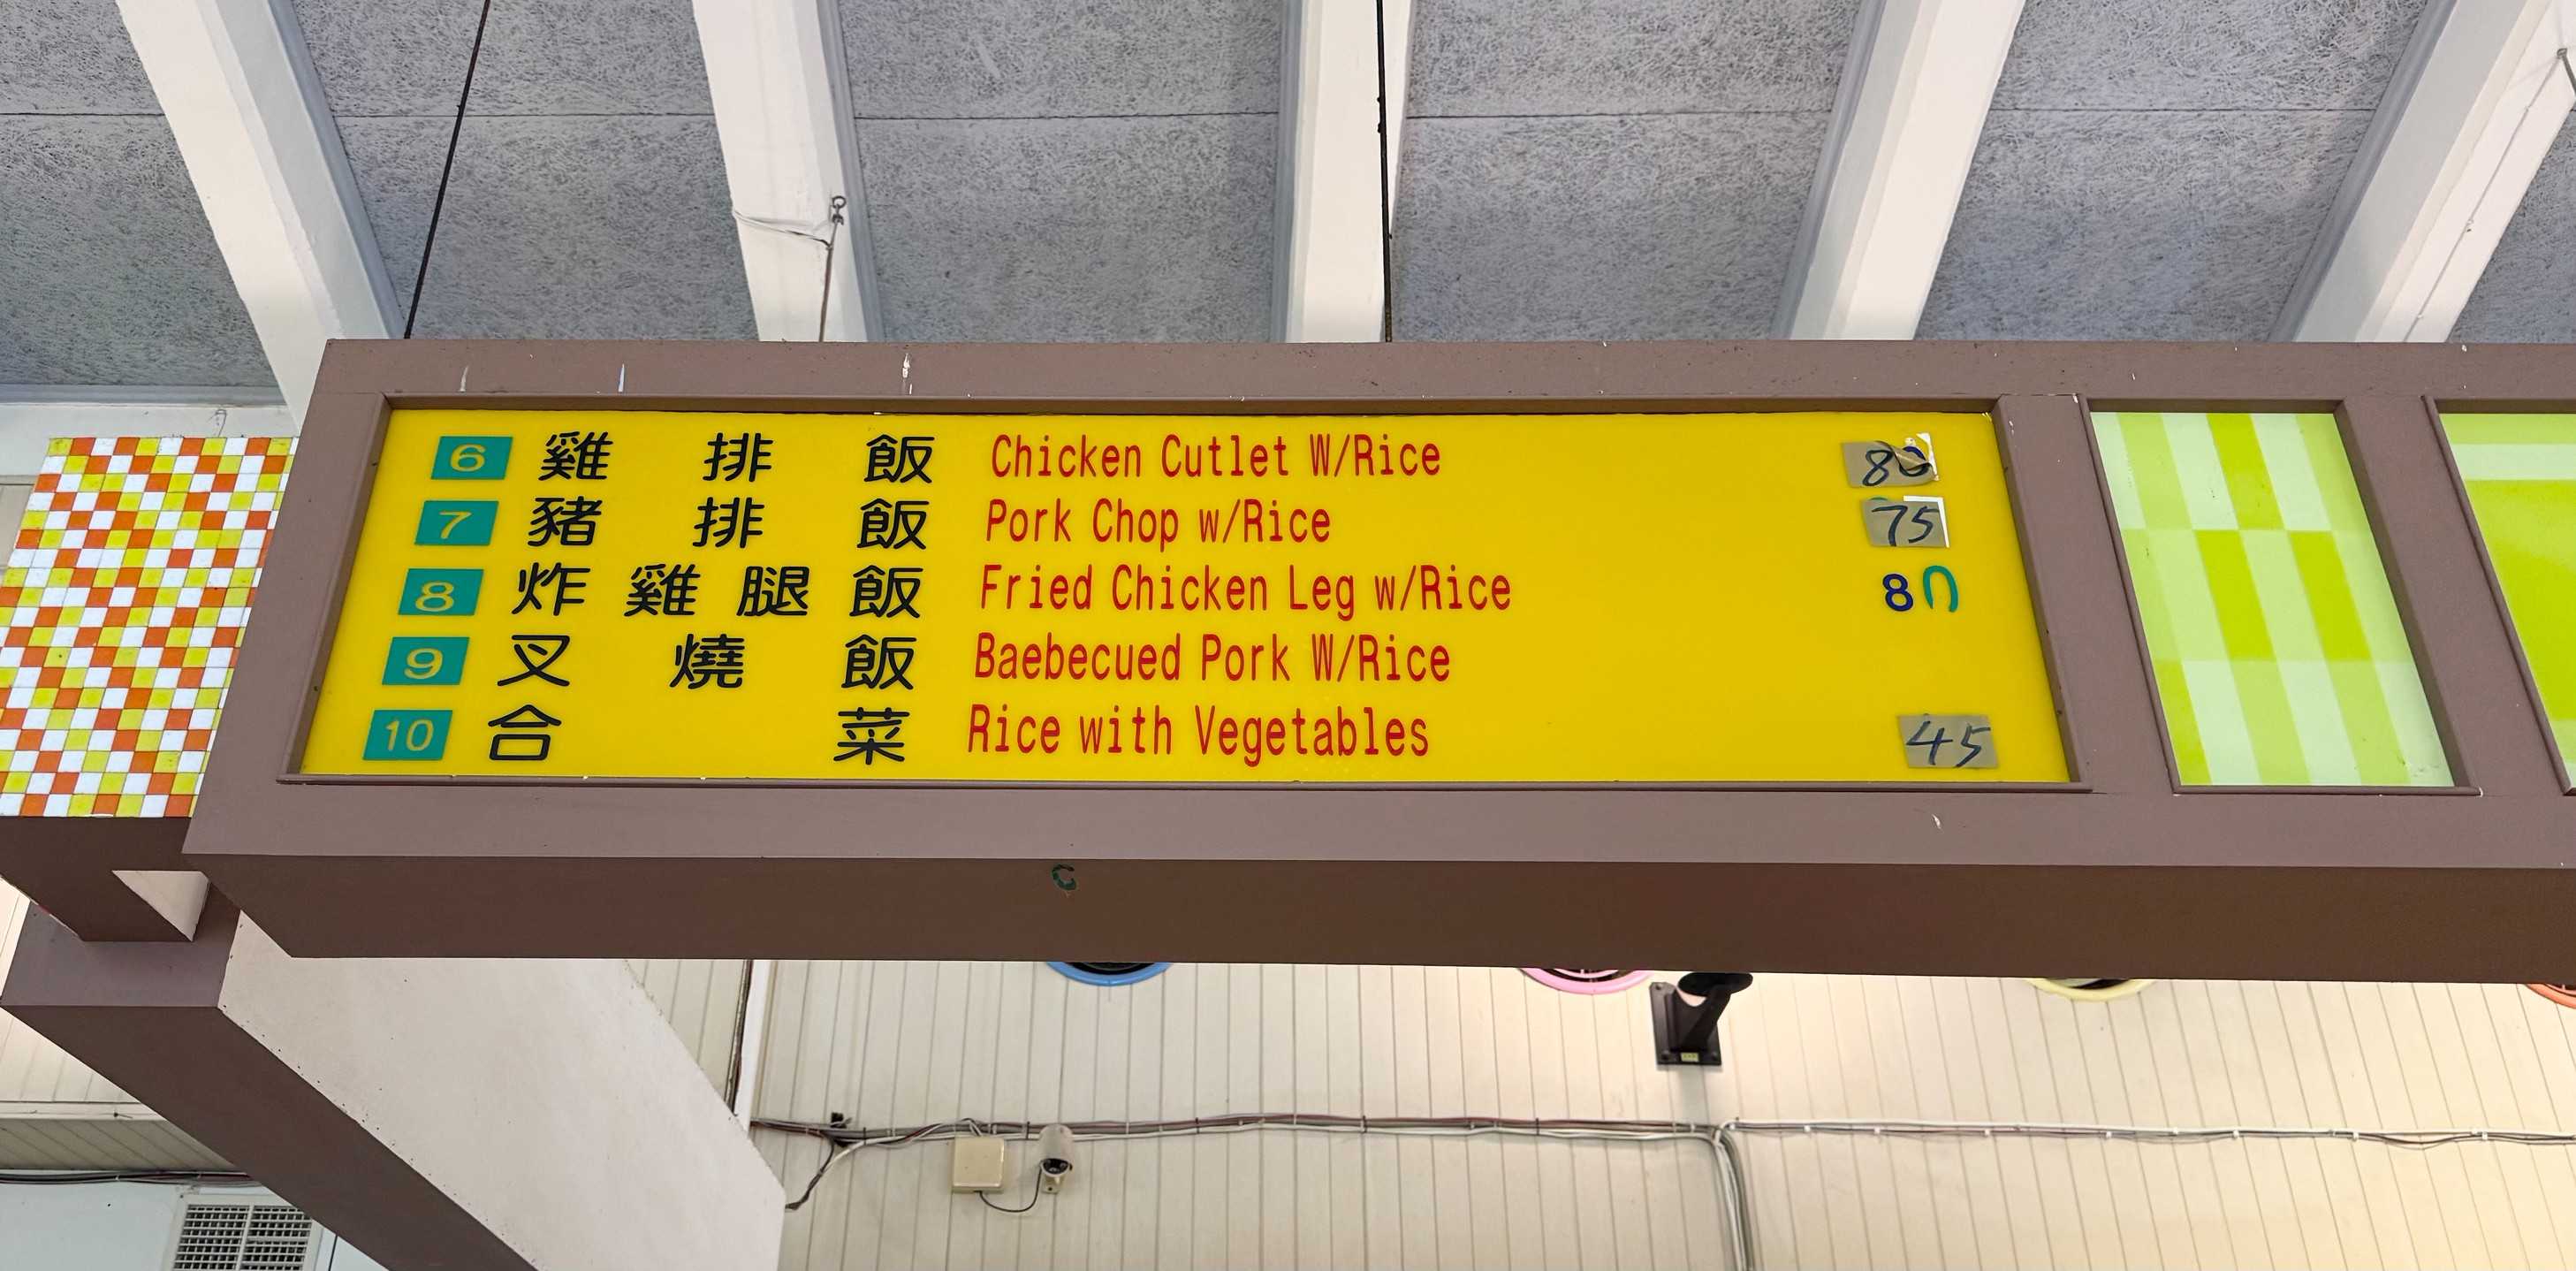 6 雞排飯 Chicken Cutlet W/Rice 80
7 豬排飯 Pork Chop w/Rice 75
8 炸雞腿飯 Fried Chicken Leg w/Rice 80
9 叉燒飯 Baebecued Pork W/Rice
10 合菜 Rice with Vegetables 45